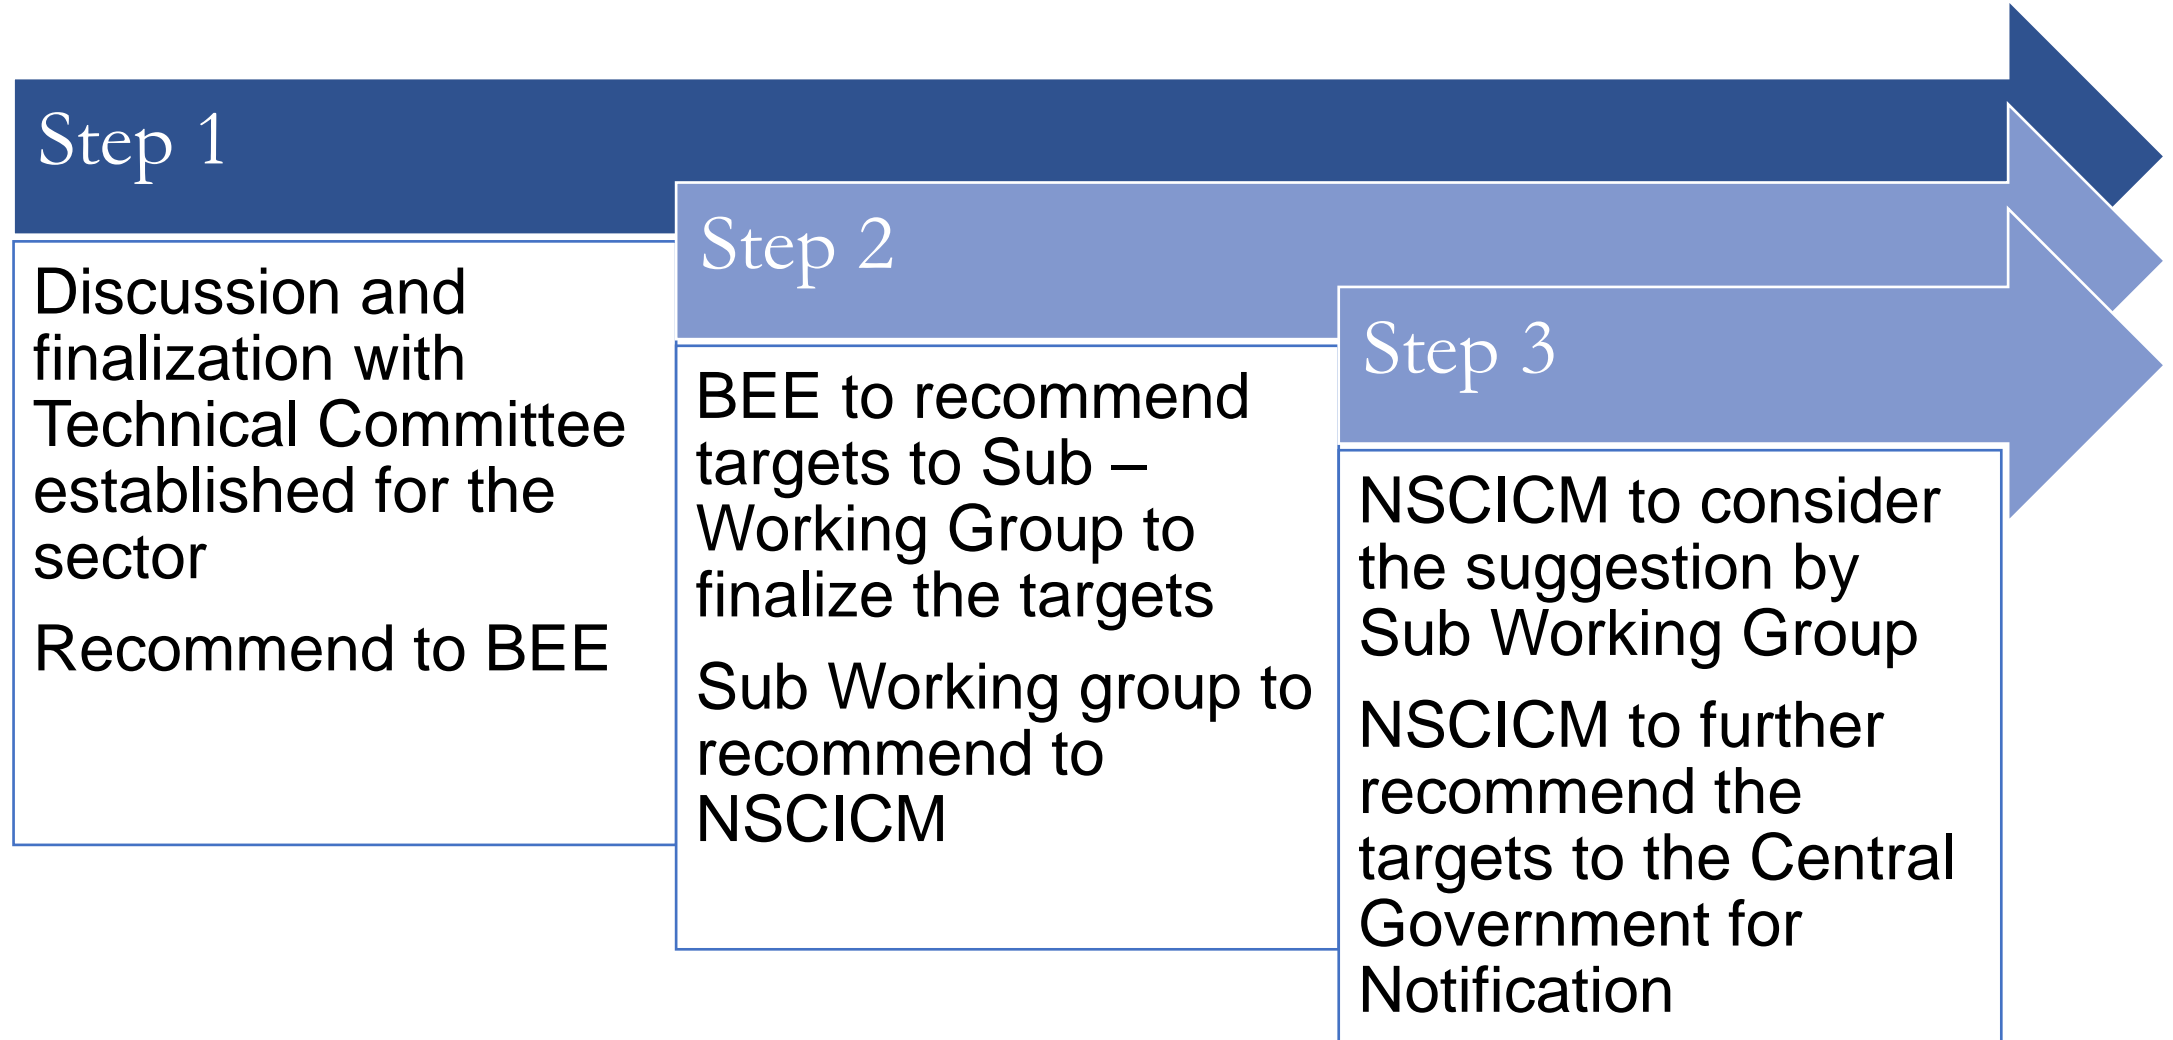 Step 1
Discussion and
finalization with
Technical Committee
established for the
sector
Recommend to BEE
Step 2
BEE to recommend
targets to Sub –
Working Group to
finalize the targets
Sub Working group to
recommend to
NSCICM
Step 3
NSCICM to consider
the suggestion by
Sub Working Group
NSCICM to further
recommend the
targets to the Central
Government for
Notification